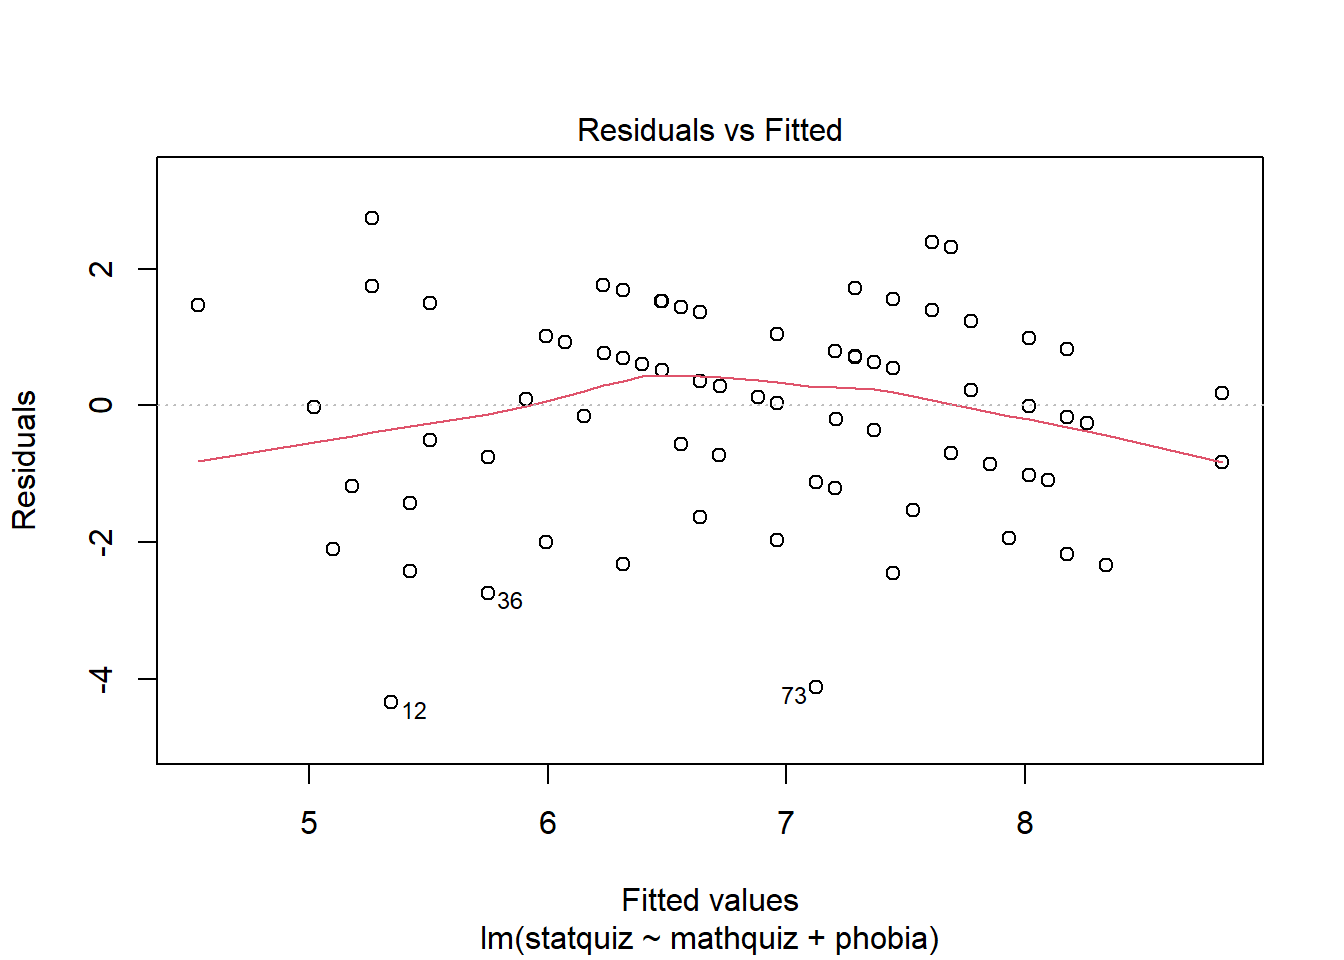 Residuals vs Fitted
Residuals
2
0
-2
-4
36
12
73
5 6 7 8
Fitted values
lm(statquiz ~ mathquiz + phobia)